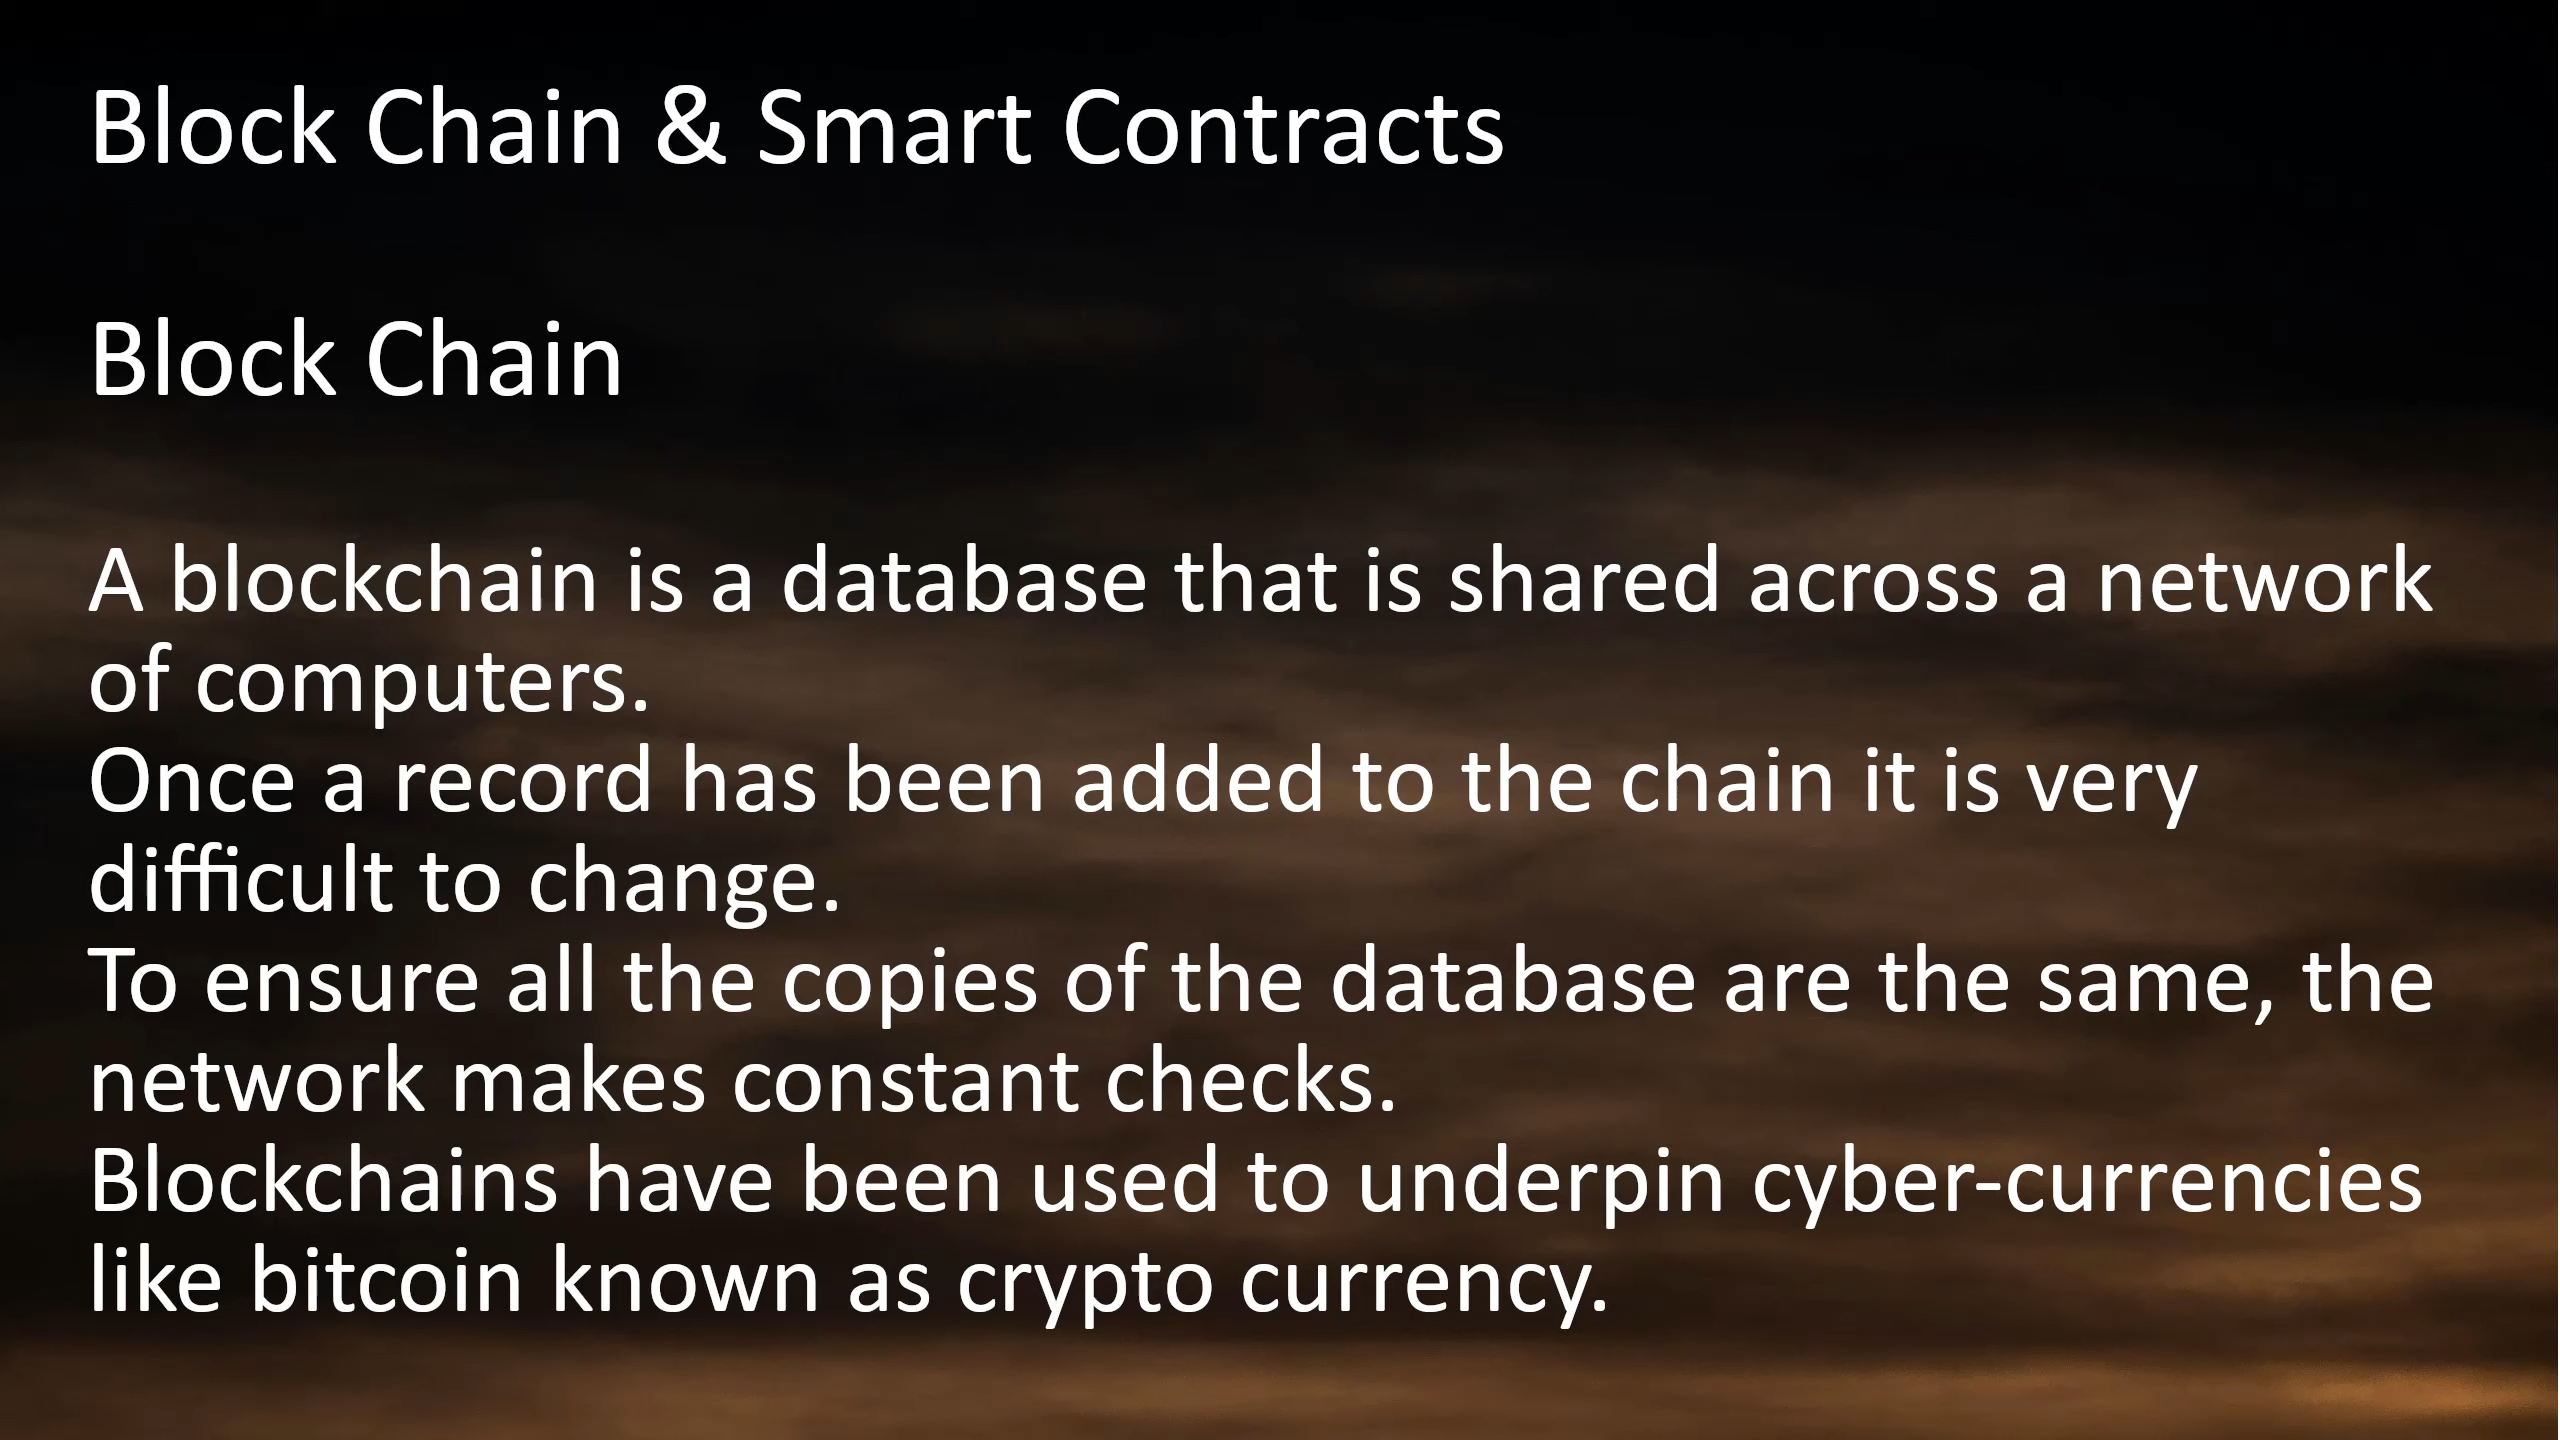 Block Chain & Smart Contracts
Block Chain
A blockchain is a database that is shared across a network
of computers.
Once a record has been added to the chain it is very
difficult to change.
To ensure all the copies of the database are the same, the
network makes constant checks.
Blockchains have been used to underpin cyber-currencies
like bitcoin known as crypto currency.